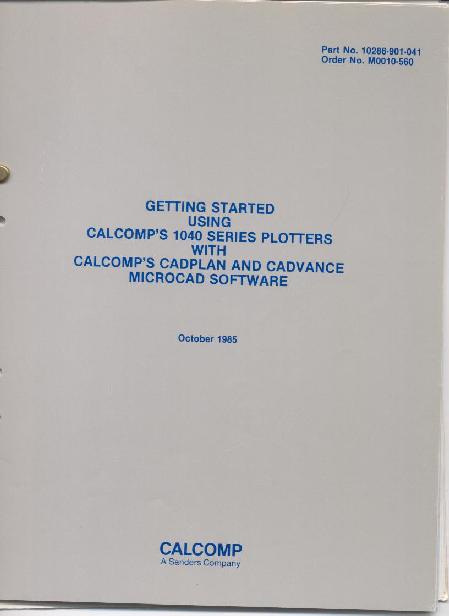 Part No. 10286-901-041
Order No. M0010-560
GETTING STARTED
USING
CALCOMP'S 1040 SERIES PLOTTERS
WITH
CALCOMP'S CADPLAN AND CADVANCE
MICROCAD SOFTWARE
October 1985
CALCOMP
A Sanders Company